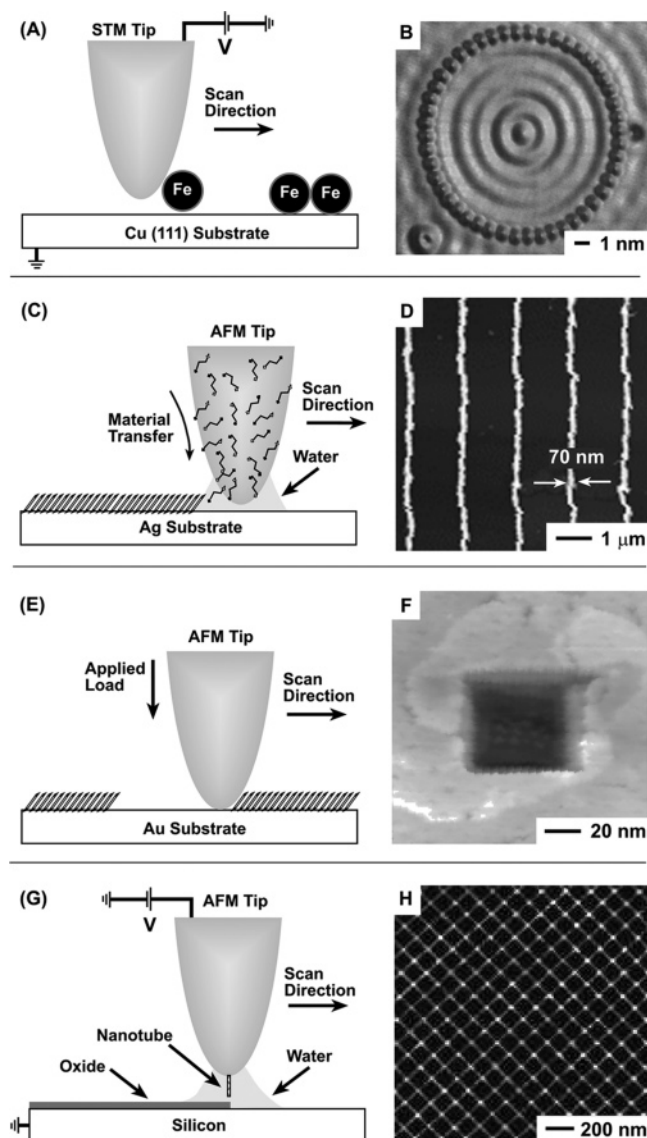 (A)
STM Tip
V
Scan
Direction
Fe
Fe
Fe
Cu (111) Substrate
B
1 nm
(C)
AFM Tip
Material
Transfer
Scan
Direction
Water
Ag Substrate
D
70 nm
1 μm
(E)
AFM Tip
Applied
Load
Scan
Direction
Au Substrate
F
20 nm
(G)
AFM Tip
V
Scan
Direction
Nanotube
Oxide
Water
Silicon
H
200 nm